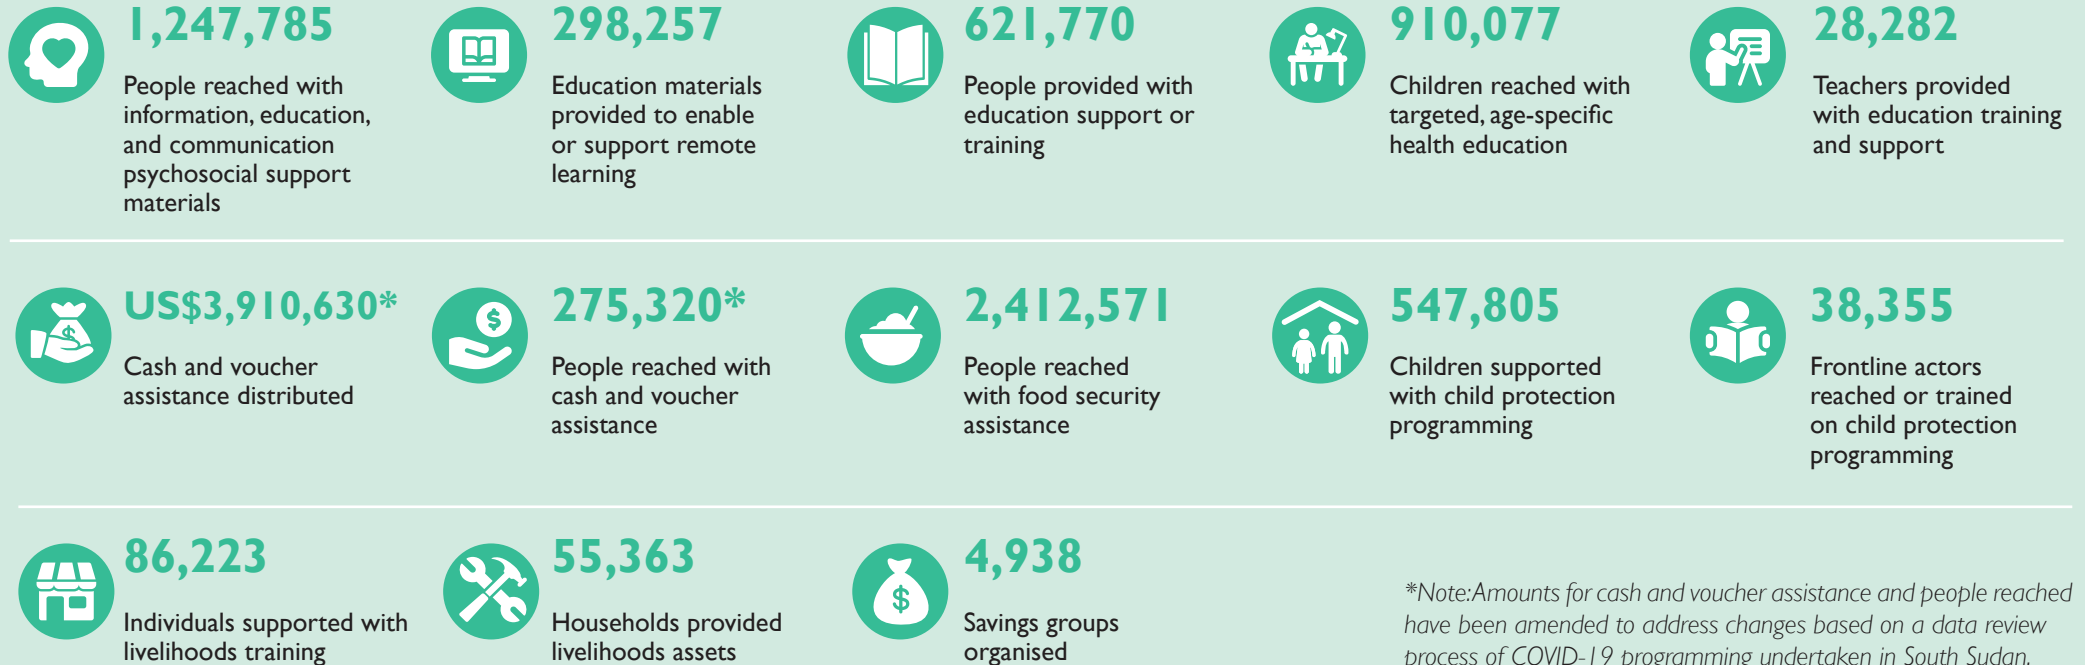 1,247,785
People reached with
information, education,
and communication
psychosocial support
materials
298,257
Education materials
provided to enable
or support remote
learning
621,770
People provided with
education support or
training
910,077
Children reached with
targeted, age-specific
health education
28,282
Teachers provided
with education training
and support
US$3,910,630*
Cash and voucher
assistance distributed
275,320*
People reached with
cash and voucher
assistance
2,412,571
People reached
with food security
assistance
547,805
Children supported
with child protection
programming
38,355
Frontline actors
reached or trained
on child protection
programming
86,223
Individuals supported with
livelihoods training
55,363
Households provided
livelihoods assets
4,938
Savings groups
organised
*Note: Amounts for cash and voucher assistance and people reached
have been amended to address changes based on a data review
process of COVID-19 programming undertaken in South Sudan.